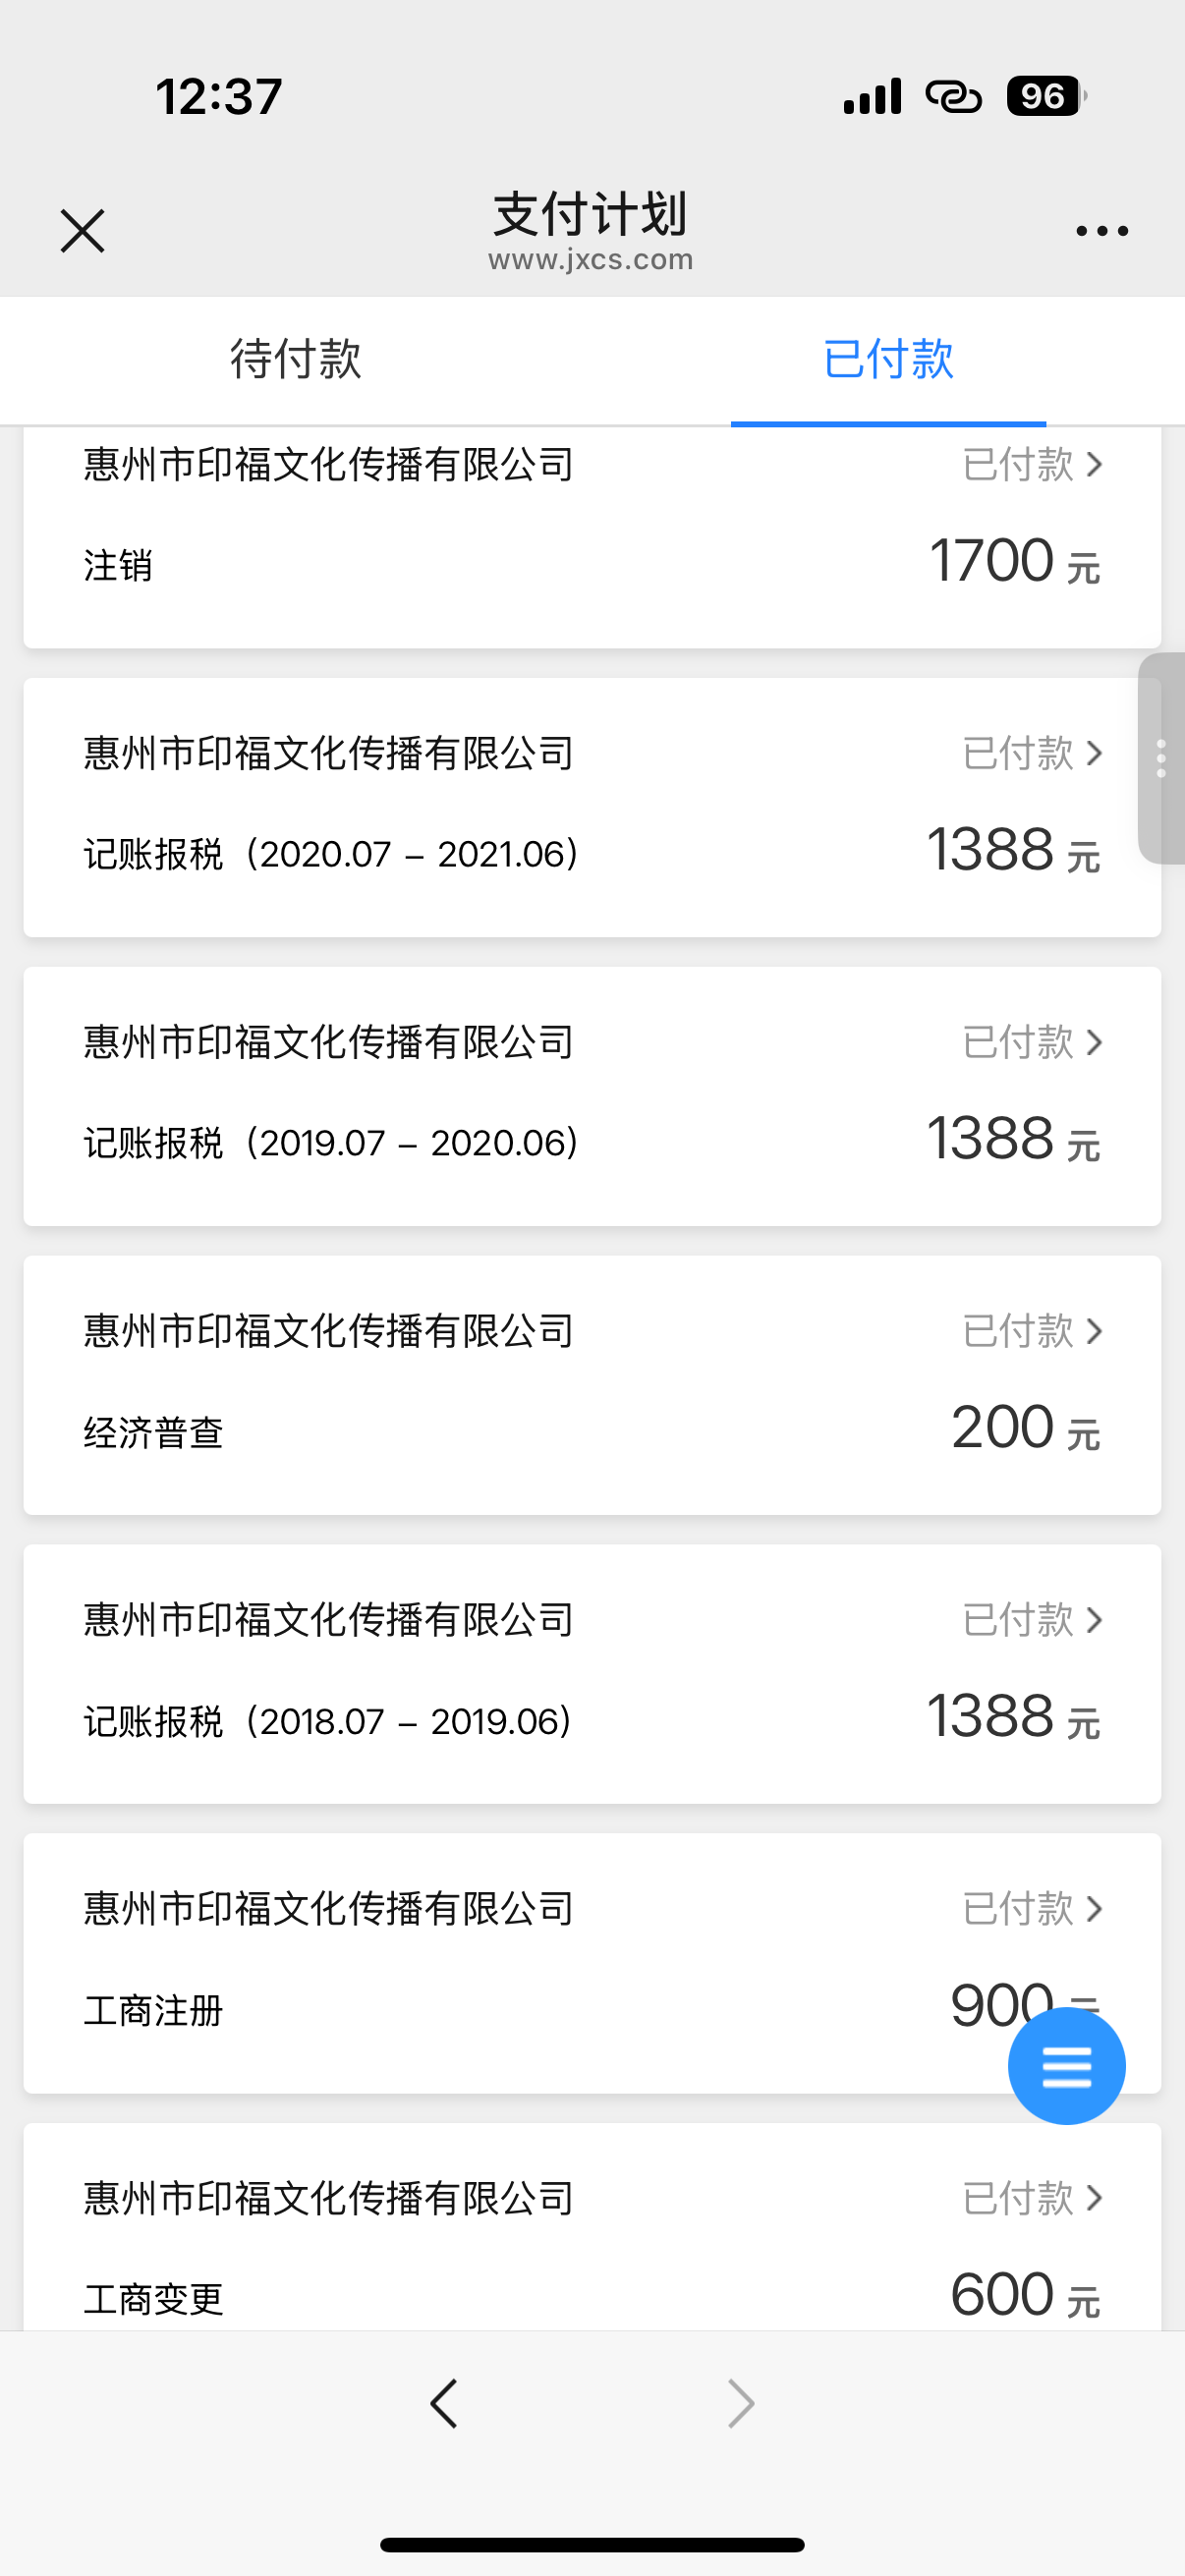 12:37
96
支付计划
www.jxcs.com
待付款
已付款
惠州市印福文化传播有限公司 已付款
注销 1700 元
惠州市印福文化传播有限公司 已付款
记账报税（2020.07 – 2021.06） 1388 元
惠州市印福文化传播有限公司 已付款
记账报税（2019.07 – 2020.06） 1388 元
惠州市印福文化传播有限公司 已付款
经济普查 200 元
惠州市印福文化传播有限公司 已付款
记账报税（2018.07 – 2019.06） 1388 元
惠州市印福文化传播有限公司 已付款
工商注册 900
惠州市印福文化传播有限公司 已付款
工商变更 600 元